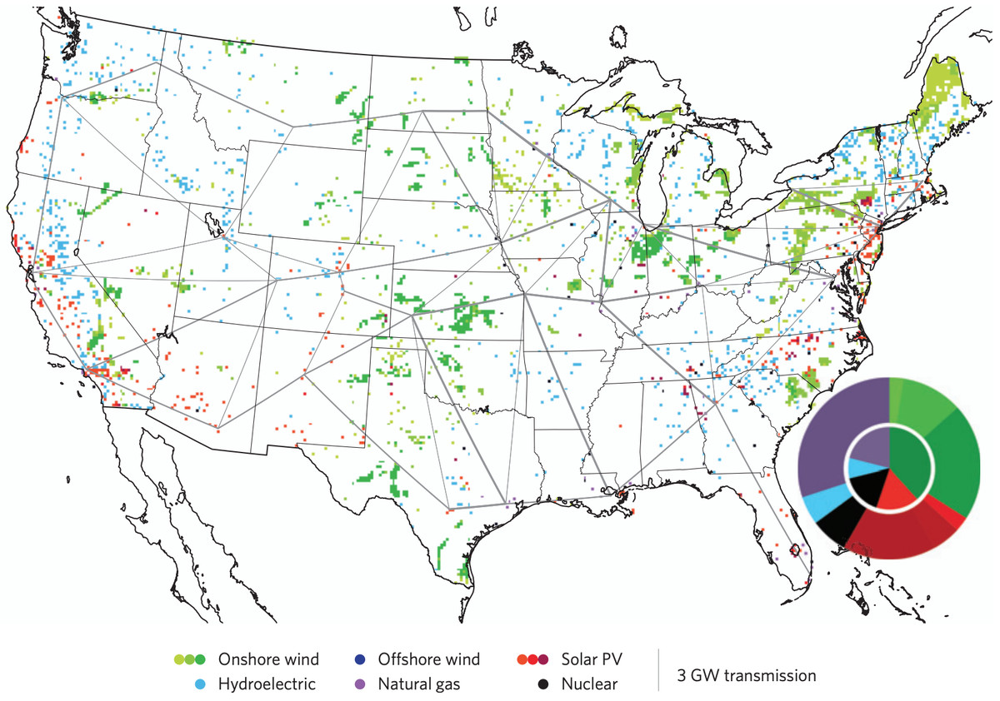 Onshore wind
Offshore wind
Solar PV
Hydroelectric
Natural gas
Nuclear
3 GW transmission